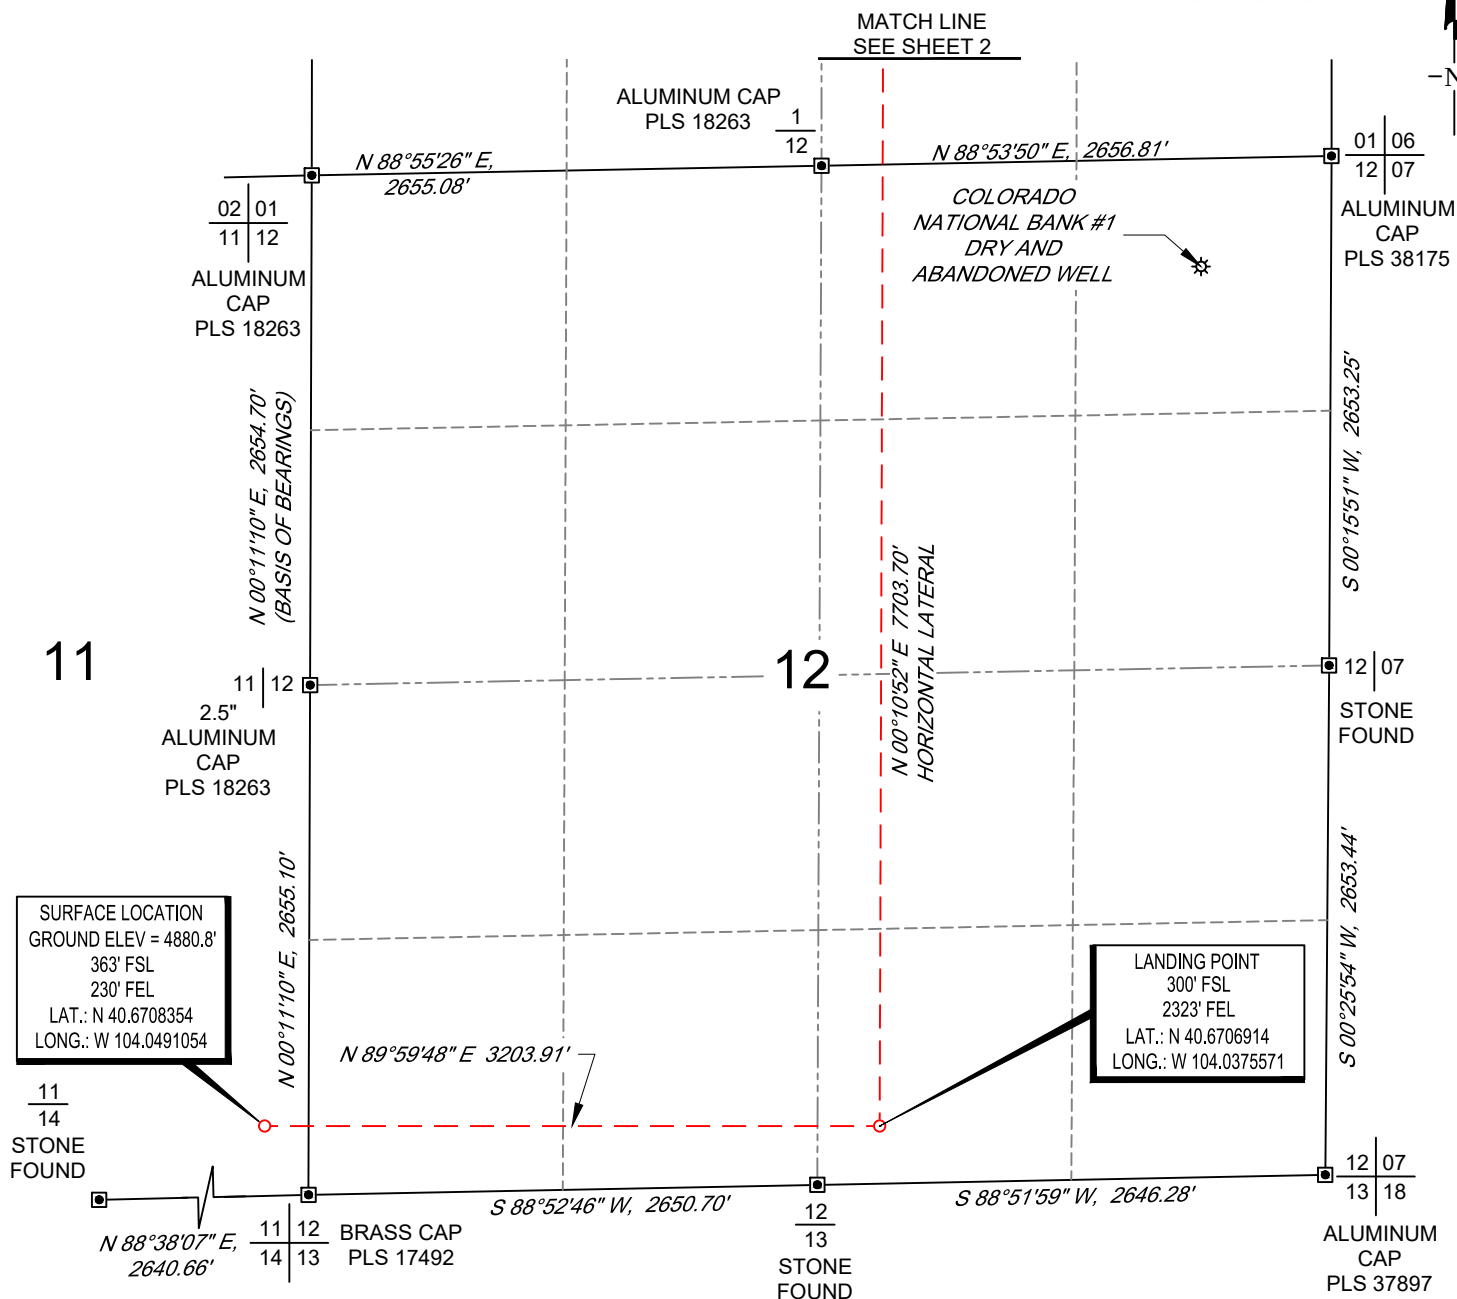 MATCH LINE
SEE SHEET 2
N
ALUMINUM CAP
PLS 18263
1
12
N 88°55'26" E,
2655.08'
N 88°53'50" E, 2656.81'
01 06
12 07
ALUMINUM
CAP
PLS 38175
02 01
11 12
ALUMINUM
CAP
PLS 18263
COLORADO
NATIONAL BANK #1
DRY AND
ABANDONED WELL
N 00°11'10" E, 2654.70'
(BASIS OF BEARINGS)
S 00°15'51" W, 2653.25'
N 00°10'52" E 7703.70'
HORIZONTAL LATERAL
11
12
11 12
2.5"
ALUMINUM
CAP
PLS 18263
12 07
STONE
FOUND
N 00°11'10" E, 2655.10'
S 00°25'54" W, 2653.44'
SURFACE LOCATION
GROUND ELEV = 4880.8'
363' FSL
230' FEL
LAT.: N 40.6708354
LONG.: W 104.0491054
LANDING POINT
300' FSL
2323' FEL
LAT.: N 40.6706914
LONG.: W 104.0375571
N 89°59'48" E 3203.91'
11
14
STONE
FOUND
N 88°38'07" E,
2640.66'
11 12
14 13
BRASS CAP
PLS 17492
S 88°52'46" W, 2650.70'
12
13
STONE
FOUND
S 88°51'59" W, 2646.28'
12 07
13 18
ALUMINUM
CAP
PLS 37897